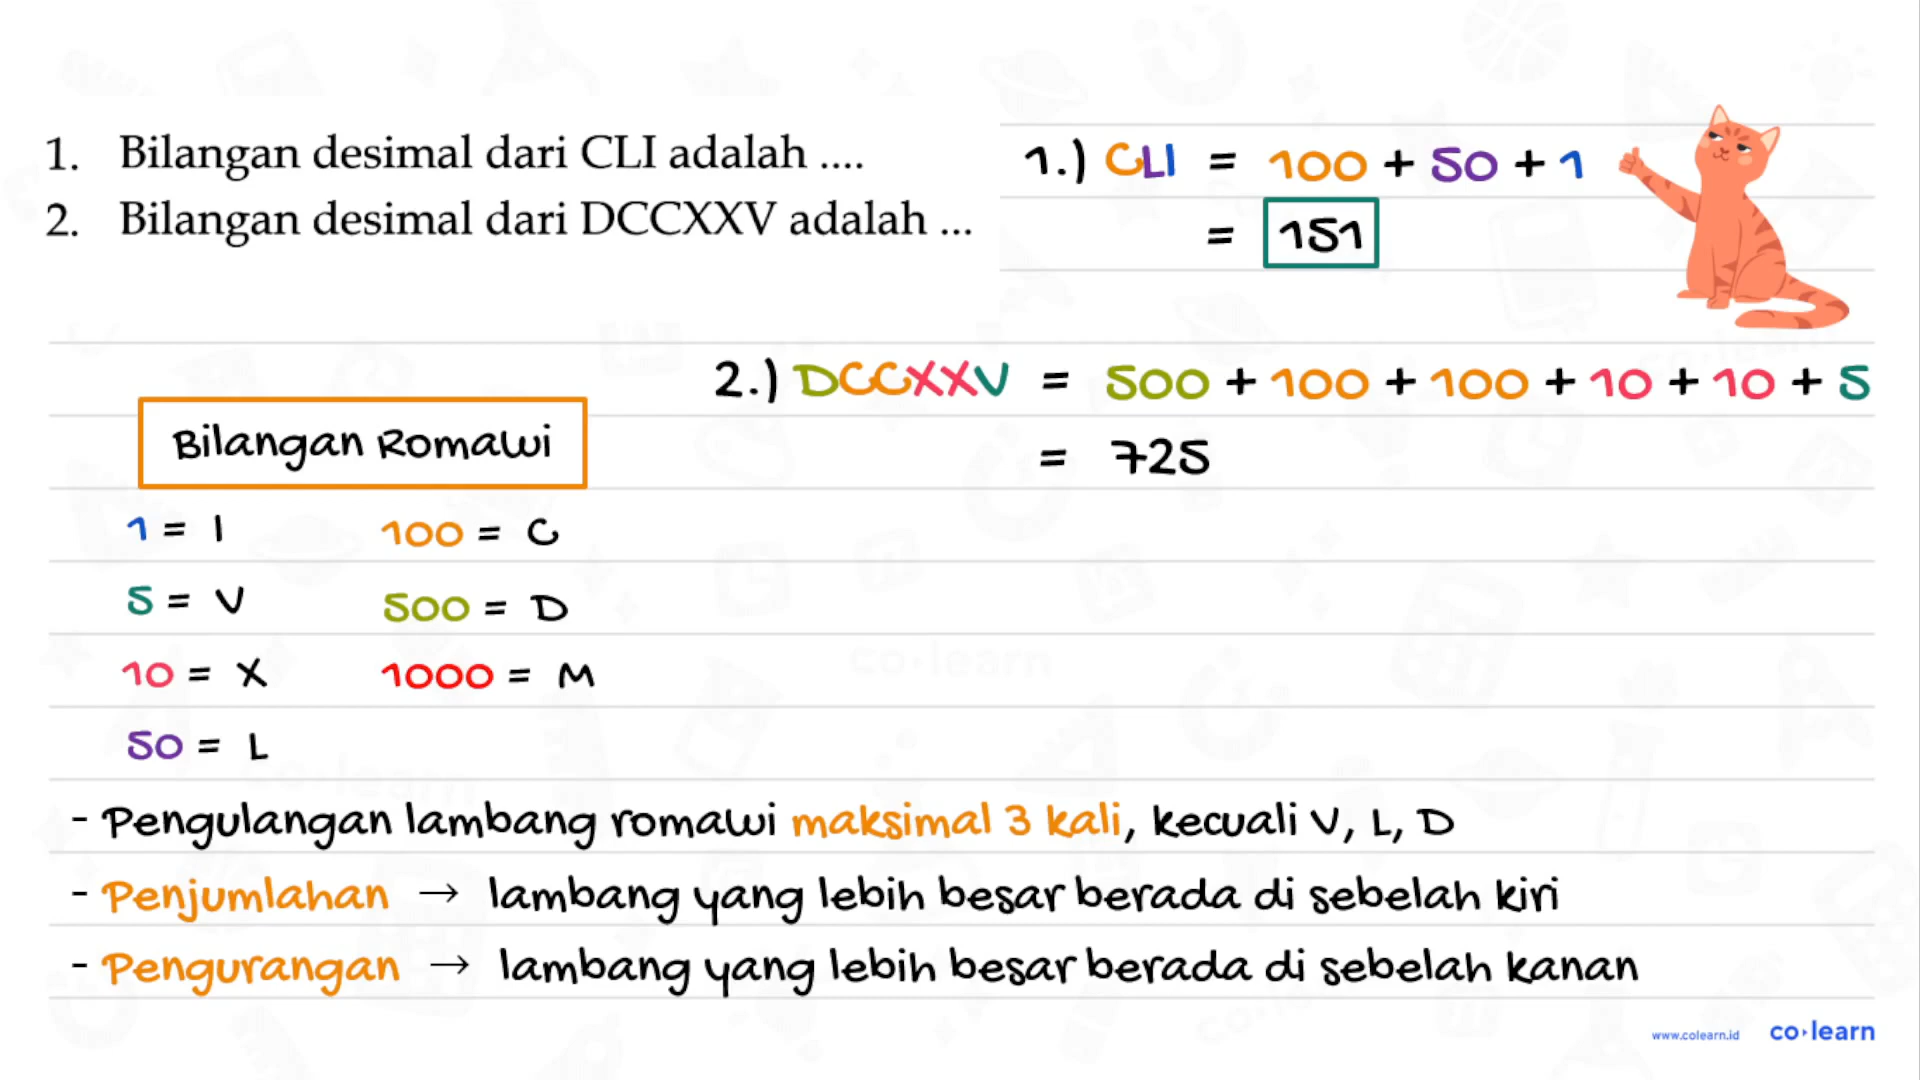 1. Bilangan desimal dari CLI adalah ....
2. Bilangan desimal dari DCCXXV adalah ...
1.) CLI = 100 + 50 + 1
= 151
2.) DCCXXV = 500 + 100 + 100 + 10 + 10 + 5
= 725
Bilangan Romawi
1 = I 100 = C
5 = V 500 = D
10 = X 1000 = M
50 = L
- Pengulangan lambang romawi maksimal 3 kali, kecuali V, L, D
- Penjumlahan → lambang yang lebih besar berada di sebelah kiri
- Pengurangan → lambang yang lebih besar berada di sebelah kanan
www.colearn.id co·learn